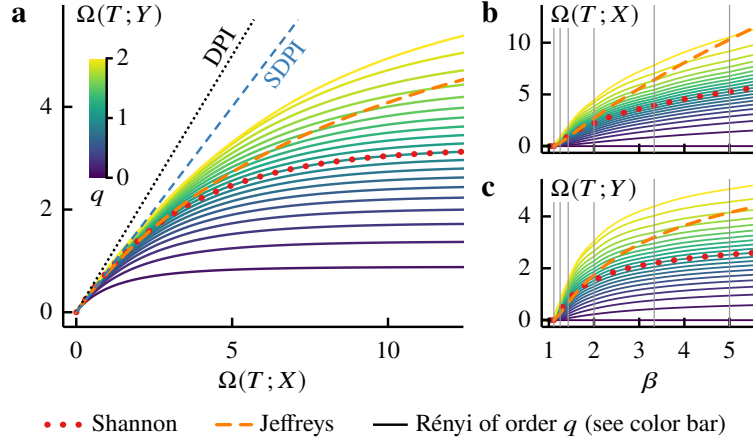 a
Ω(T;Y)
DPI
SDPI
2
1
0
q
4
2
0
0
5
10
Ω(T;X)
b
Ω(T;X)
10
5
0
c
Ω(T;Y)
4
2
0
1
2
3
4
5
β
Shannon
Jeffreys
Rényi of order q (see color bar)